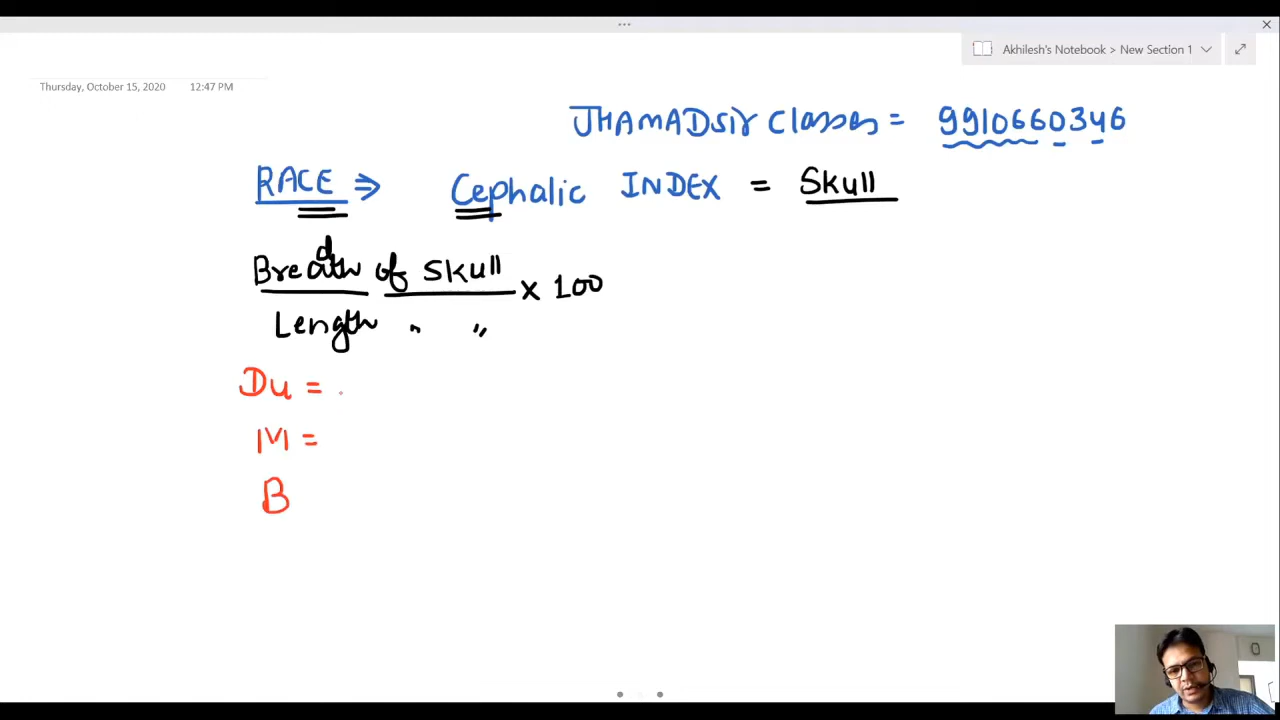 Akhilesh's Notebook > New Section 1
Thursday, October 15, 2020 12:47 PM
JHAMADSir Classes = 9910660346
RACE ⇒ Cephalic INDEX = Skull
Breadth of Skull × 100
Length " "
Du =
M =
B